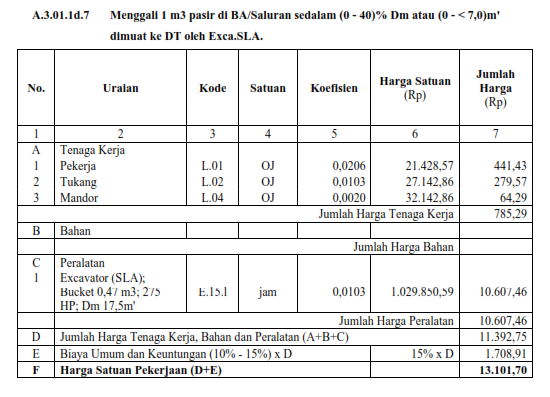 A.3.01.1d.7 Menggali 1 m3 pasir di BA/Saluran sedalam (0 - 40)% Dm atau (0 - < 7,0)m'
dimuat ke DT oleh Exca.SLA.
No. Uraian Kode Satuan Koefisien Harga Satuan (Rp) Jumlah Harga (Rp)
1 2 3 4 5 6 7
A Tenaga Kerja
1 Pekerja L.01 OJ 0,0206 21.428,57 441,43
2 Tukang L.02 OJ 0,0103 27.142,86 279,57
3 Mandor L.04 OJ 0,0020 32.142,86 64,29
Jumlah Harga Tenaga Kerja 785,29
B Bahan
Jumlah Harga Bahan
C Peralatan
1 Excavator (SLA);
Bucket 0,47 m3; 275 E.15.l jam 0,0103 1.029.850,59 10.607,46
HP; Dm 17,5m'
Jumlah Harga Peralatan 10.607,46
D Jumlah Harga Tenaga Kerja, Bahan dan Peralatan (A+B+C) 11.392,75
E Biaya Umum dan Keuntungan (10% - 15%) x D 15% x D 1.708,91
F Harga Satuan Pekerjaan (D+E) 13.101,70